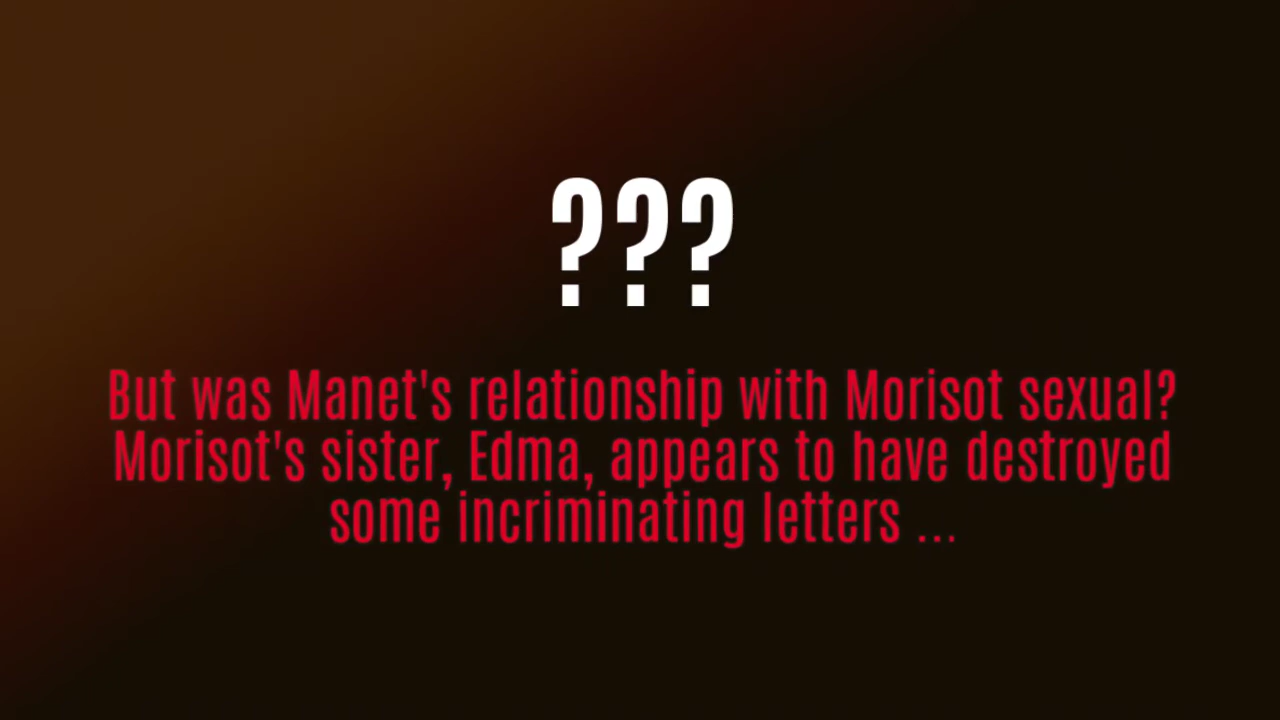 ???
But was Manet's relationship with Morisot sexual?
Morisot's sister, Edma, appears to have destroyed
some incriminating letters ...